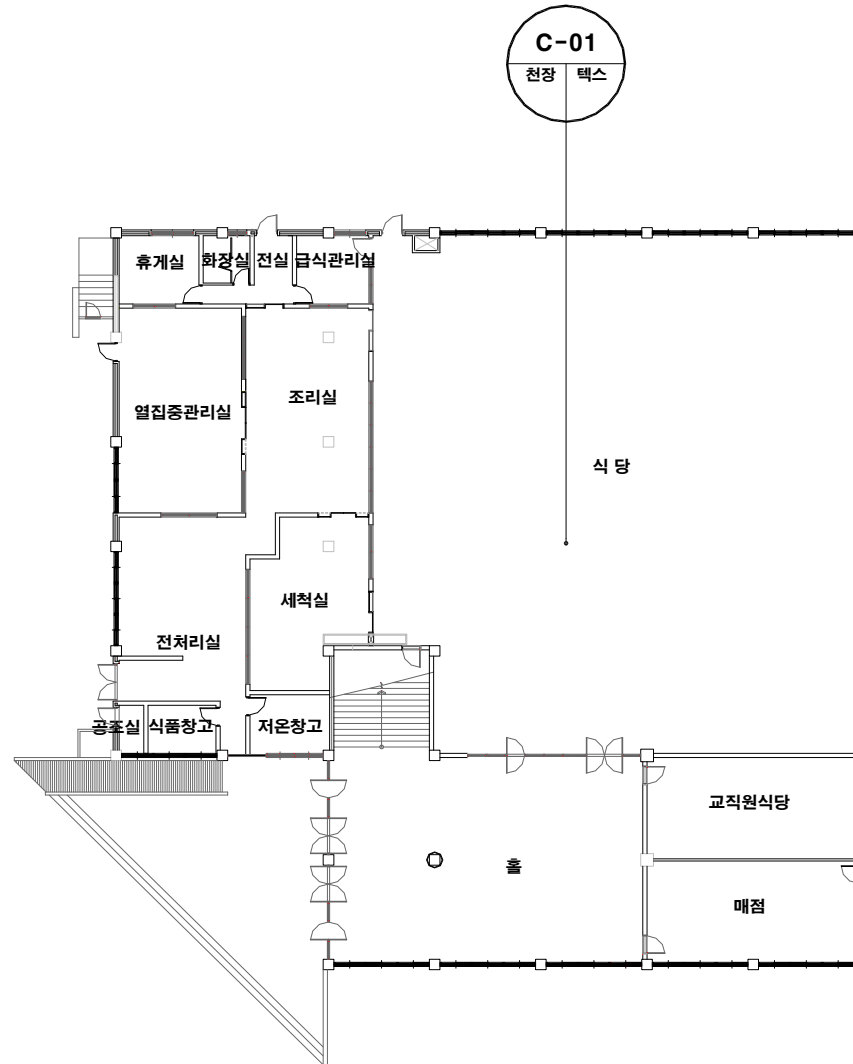 C-01
천장 텍스
휴게실 화장실 전실 급식관리실
열집중관리실
조리실
식 당
세척실
전처리실
공조실 식품창고 저온창고
교직원식당
홀
매점